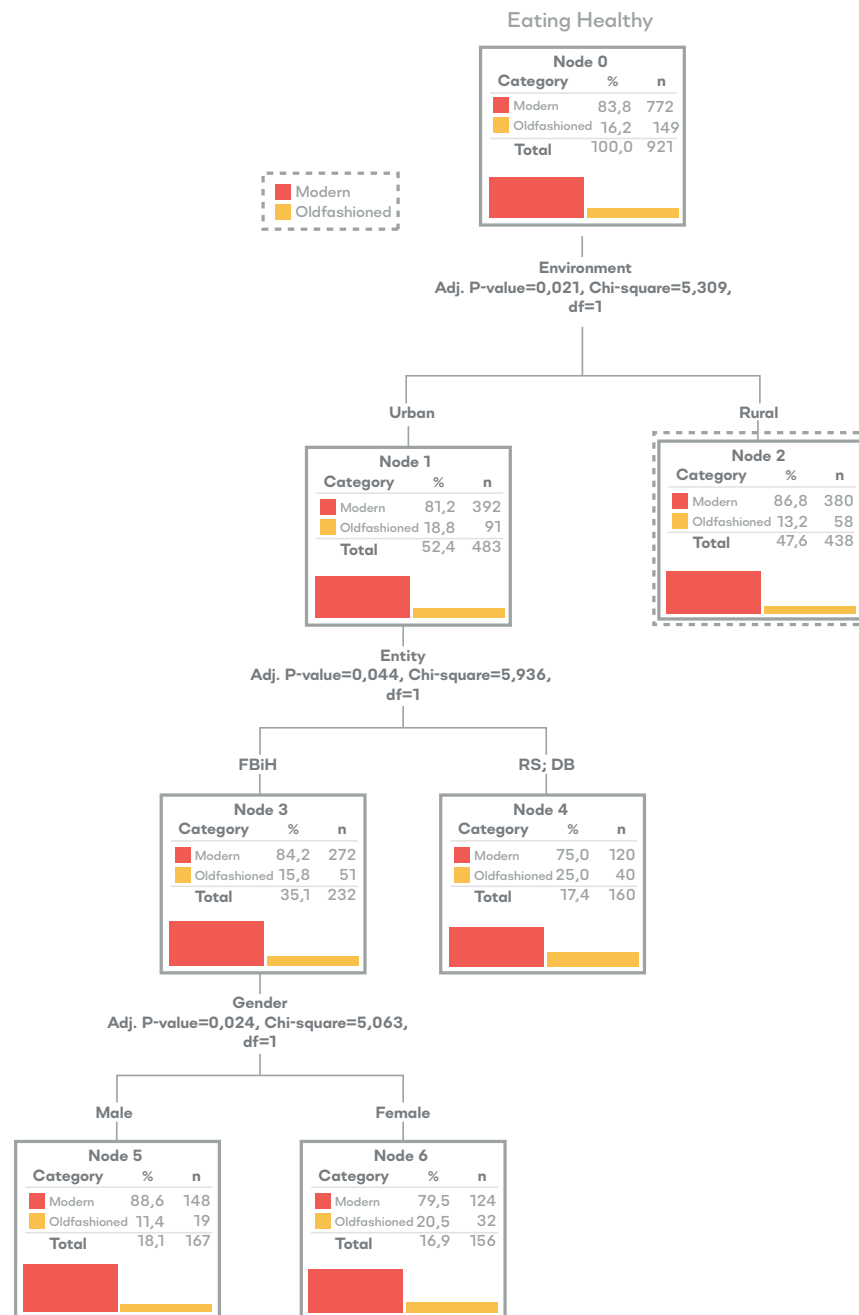 Eating Healthy
Node 0
Category % n
Modern 83,8 772
Oldfashioned 16,2 149
Total 100,0 921
Modern
Oldfashioned
Environment
Adj. P-value=0,021, Chi-square=5,309,
df=1
Urban
Rural
Node 1
Category % n
Modern 81,2 392
Oldfashioned 18,8 91
Total 52,4 483
Node 2
Category % n
Modern 86,8 380
Oldfashioned 13,2 58
Total 47,6 438
Entity
Adj. P-value=0,044, Chi-square=5,936,
df=1
FBiH
RS; DB
Node 3
Category % n
Modern 84,2 272
Oldfashioned 15,8 51
Total 35,1 232
Node 4
Category % n
Modern 75,0 120
Oldfashioned 25,0 40
Total 17,4 160
Gender
Adj. P-value=0,024, Chi-square=5,063,
df=1
Male
Female
Node 5
Category % n
Modern 88,6 148
Oldfashioned 11,4 19
Total 18,1 167
Node 6
Category % n
Modern 79,5 124
Oldfashioned 20,5 32
Total 16,9 156